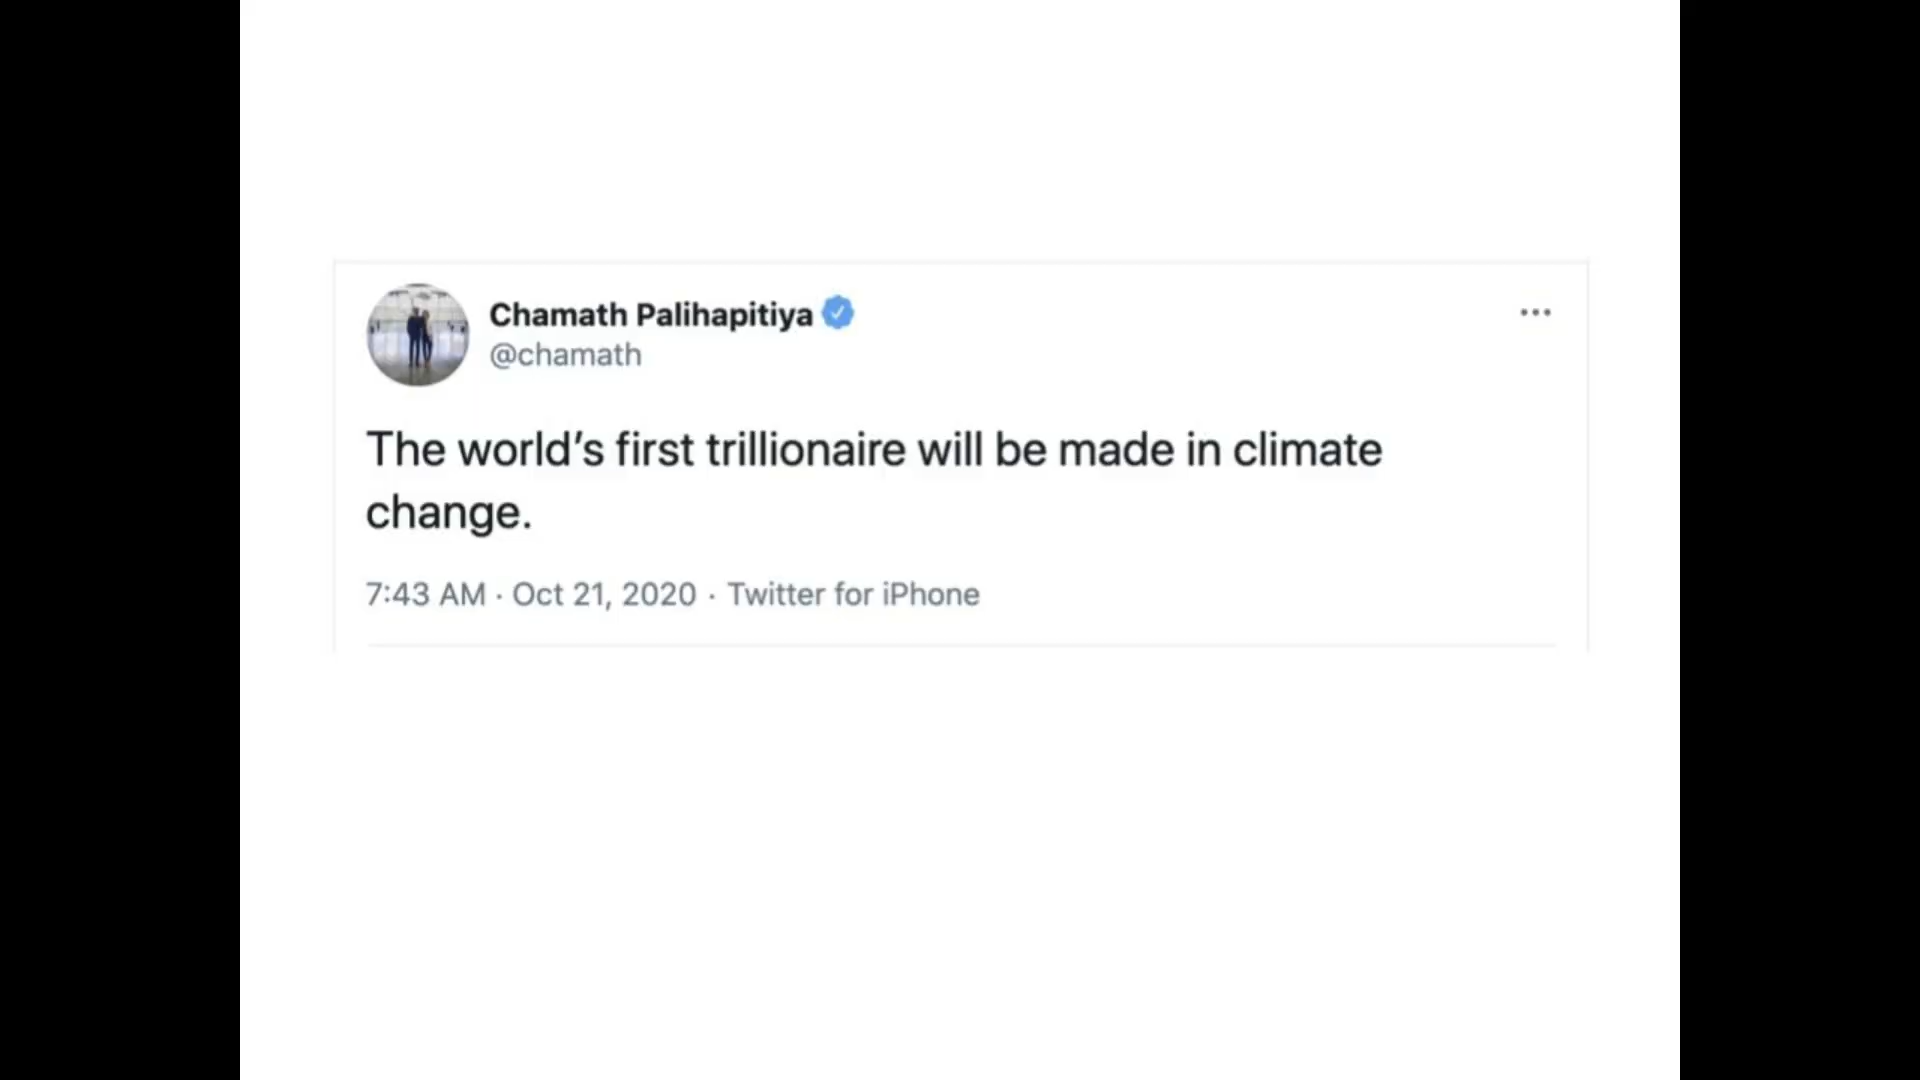 Chamath Palihapitiya
@chamath
The world’s first trillionaire will be made in climate
change.
7:43 AM · Oct 21, 2020 · Twitter for iPhone